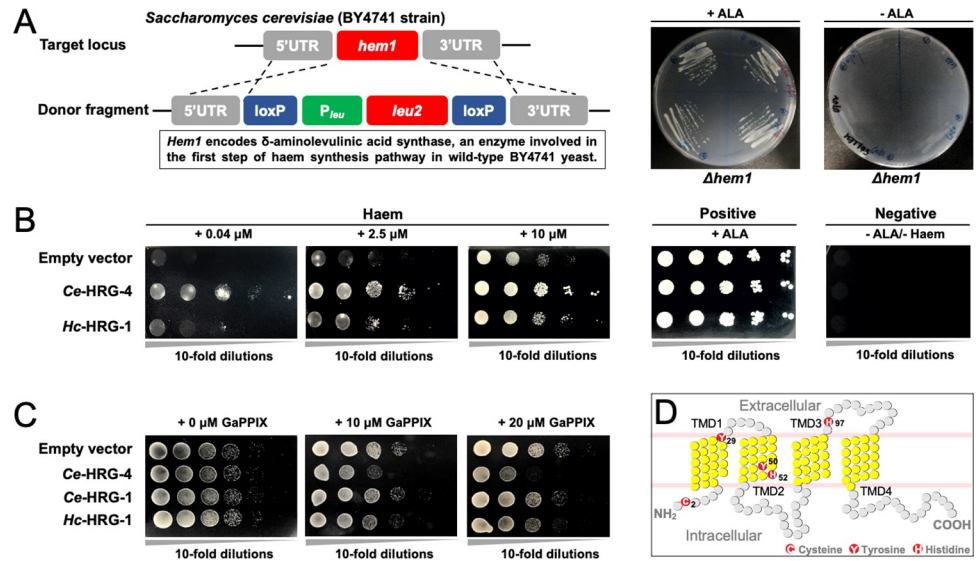 A
Saccharomyces cerevisiae (BY4741 strain)
Target locus
5'UTR
hem1
3'UTR
Donor fragment
5'UTR
loxP
Pleu
leu2
loxP
3'UTR
Hem1 encodes δ-aminolevulinic acid synthase, an enzyme involved in
the first step of haem synthesis pathway in wild-type BY4741 yeast.
+ ALA
- ALA
Δhem1
Δhem1
B
Haem
+ 0.04 μM
+ 2.5 μM
+ 10 μM
Positive
+ ALA
Negative
- ALA/- Haem
Empty vector
Ce-HRG-4
Hc-HRG-1
10-fold dilutions
10-fold dilutions
10-fold dilutions
10-fold dilutions
10-fold dilutions
C
+ 0 μM GaPPIX
+ 10 μM GaPPIX
+ 20 μM GaPPIX
Empty vector
Ce-HRG-4
Ce-HRG-1
Hc-HRG-1
10-fold dilutions
10-fold dilutions
10-fold dilutions
D
Extracellular
TMD1
TMD3
H 97
Y 29
Y 50
H 52
C 2
NH2
TMD2
TMD4
COOH
Intracellular
C Cysteine Y Tyrosine H Histidine